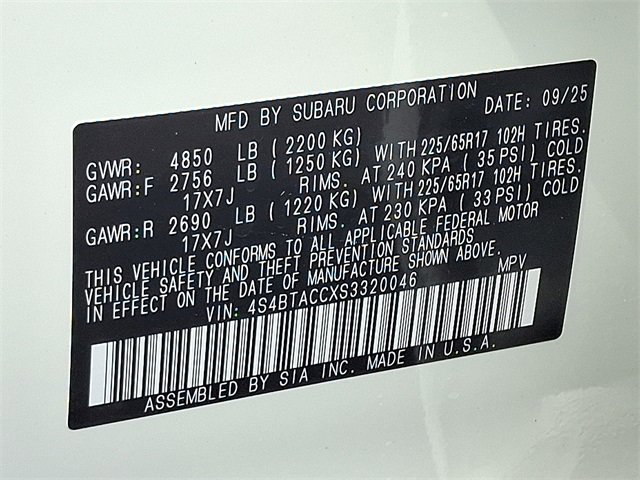 MFD BY SUBARU CORPORATION DATE: 09/25
GVWR: 4850 LB (2200 KG)
GAWR:F 2756 LB (1250 KG) WITH 225/65R17 102H TIRES.
17X7J RIMS. AT 240 KPA (35 PSI) COLD
GAWR:R 2690 LB (1220 KG) WITH 225/65R17 102H TIRES.
17X7J RIMS. AT 230 KPA (33 PSI) COLD
THIS VEHICLE CONFORMS TO ALL APPLICABLE FEDERAL MOTOR
VEHICLE SAFETY AND THEFT PREVENTION STANDARDS
IN EFFECT ON THE DATE OF MANUFACTURE SHOWN ABOVE.
VIN: 4S4BTACCXS3320046 MPV
ASSEMBLED BY SIA INC. MADE IN U.S.A.